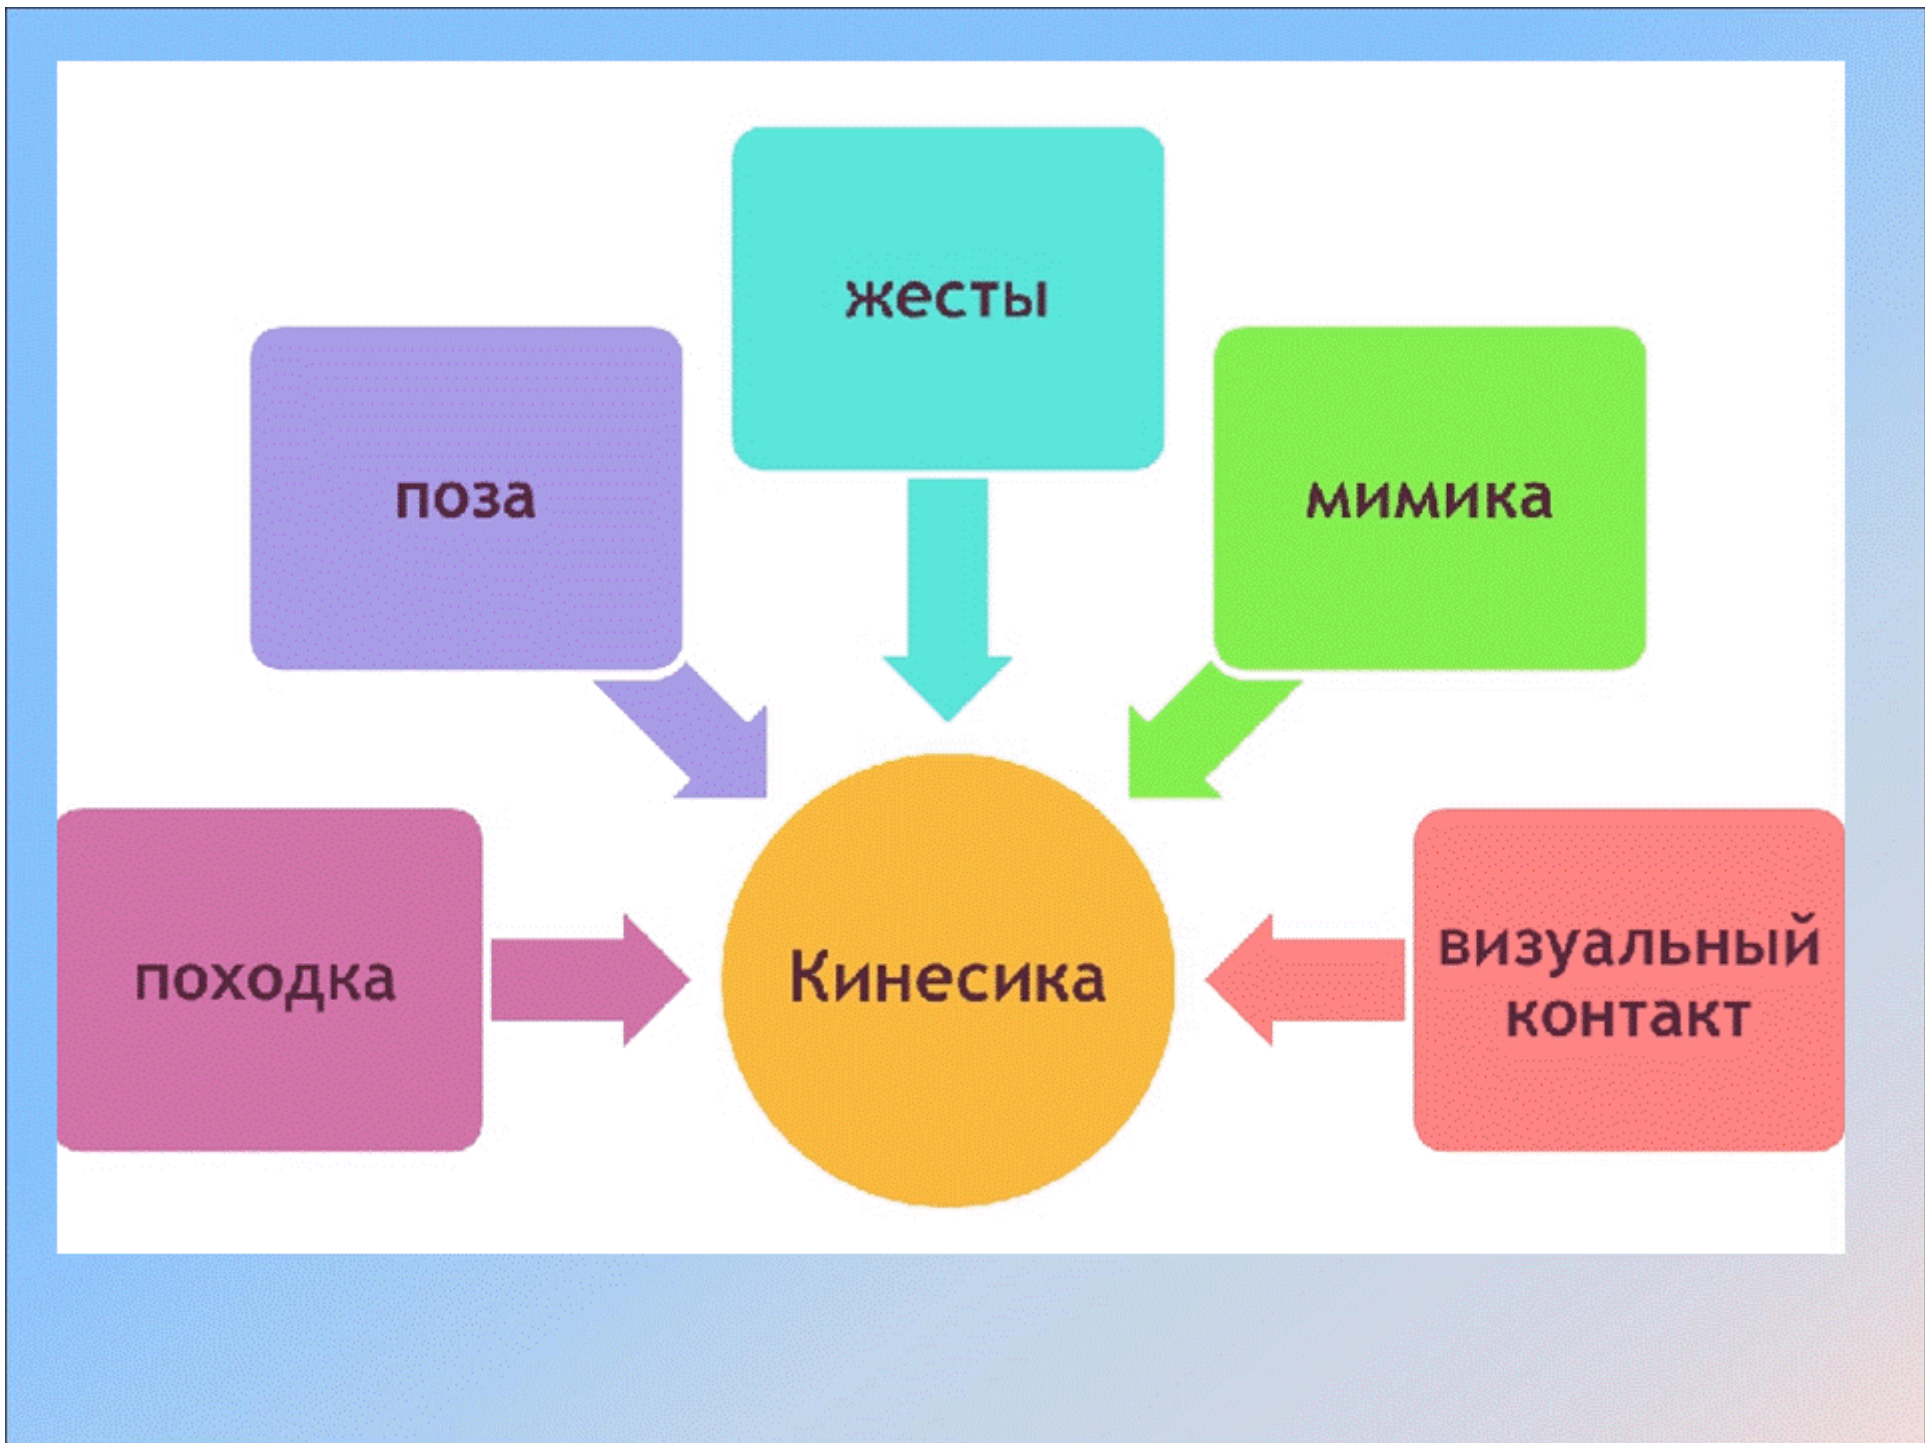 жесты
поза
мимика
походка
Кинесика
визуальный
контакт